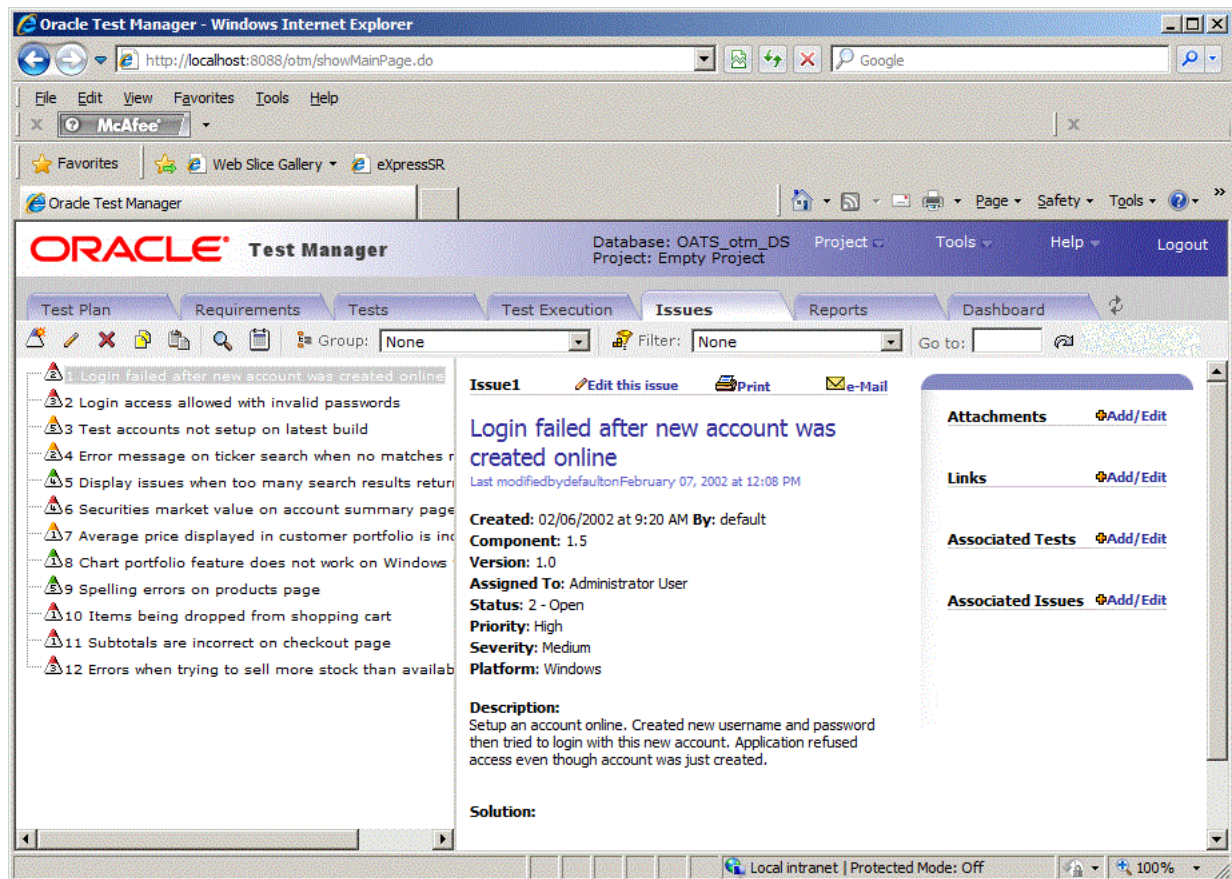 Oracle Test Manager - Windows Internet Explorer
http://localhost:8088/otm/showMainPage.do
Google
File Edit View Favorites Tools Help
McAfee
Favorites Web Slice Gallery eXpressSR
Oracle Test Manager
Page Safety Tools
ORACLE Test Manager
Database: OATS_otm_DS
Project: Empty Project
Project Tools Help Logout
Test Plan Requirements Tests Test Execution Issues Reports Dashboard
Group: None Filter: None Go to:
1 Login failed after new account was created online
2 Login access allowed with invalid passwords
3 Test accounts not setup on latest build
4 Error message on ticker search when no matches r
5 Display issues when too many search results return
6 Securities market value on account summary page
7 Average price displayed in customer portfolio is inc
8 Chart portfolio feature does not work on Windows
9 Spelling errors on products page
10 Items being dropped from shopping cart
11 Subtotals are incorrect on checkout page
12 Errors when trying to sell more stock than availab
Issue1 Edit this issue Print e-Mail
Login failed after new account was
created online
Last modifiedbydefaultonFebruary 07, 2002 at 12:08 PM
Created: 02/06/2002 at 9:20 AM By: default
Component: 1.5
Version: 1.0
Assigned To: Administrator User
Status: 2 - Open
Priority: High
Severity: Medium
Platform: Windows
Description:
Setup an account online. Created new username and password
then tried to login with this new account. Application refused
access even though account was just created.
Solution:
Attachments Add/Edit
Links Add/Edit
Associated Tests Add/Edit
Associated Issues Add/Edit
Local intranet | Protected Mode: Off
100%